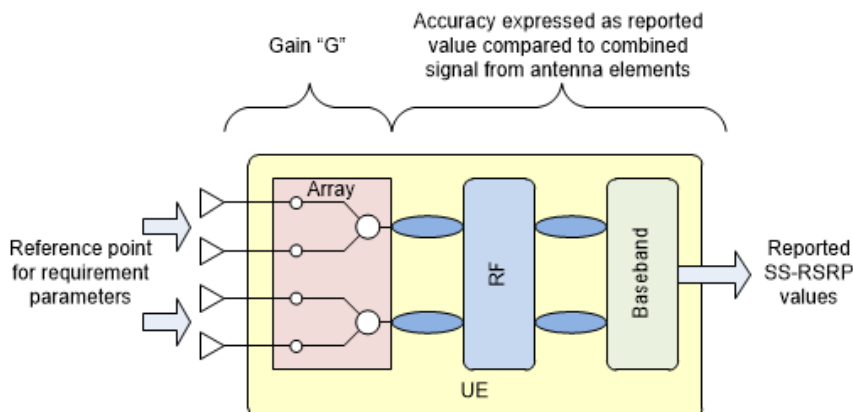 Gain “G”
Accuracy expressed as reported
value compared to combined
signal from antenna elements
Array
Reference point
for requirement
parameters
RF
Baseband
Reported
SS-RSRP
values
UE